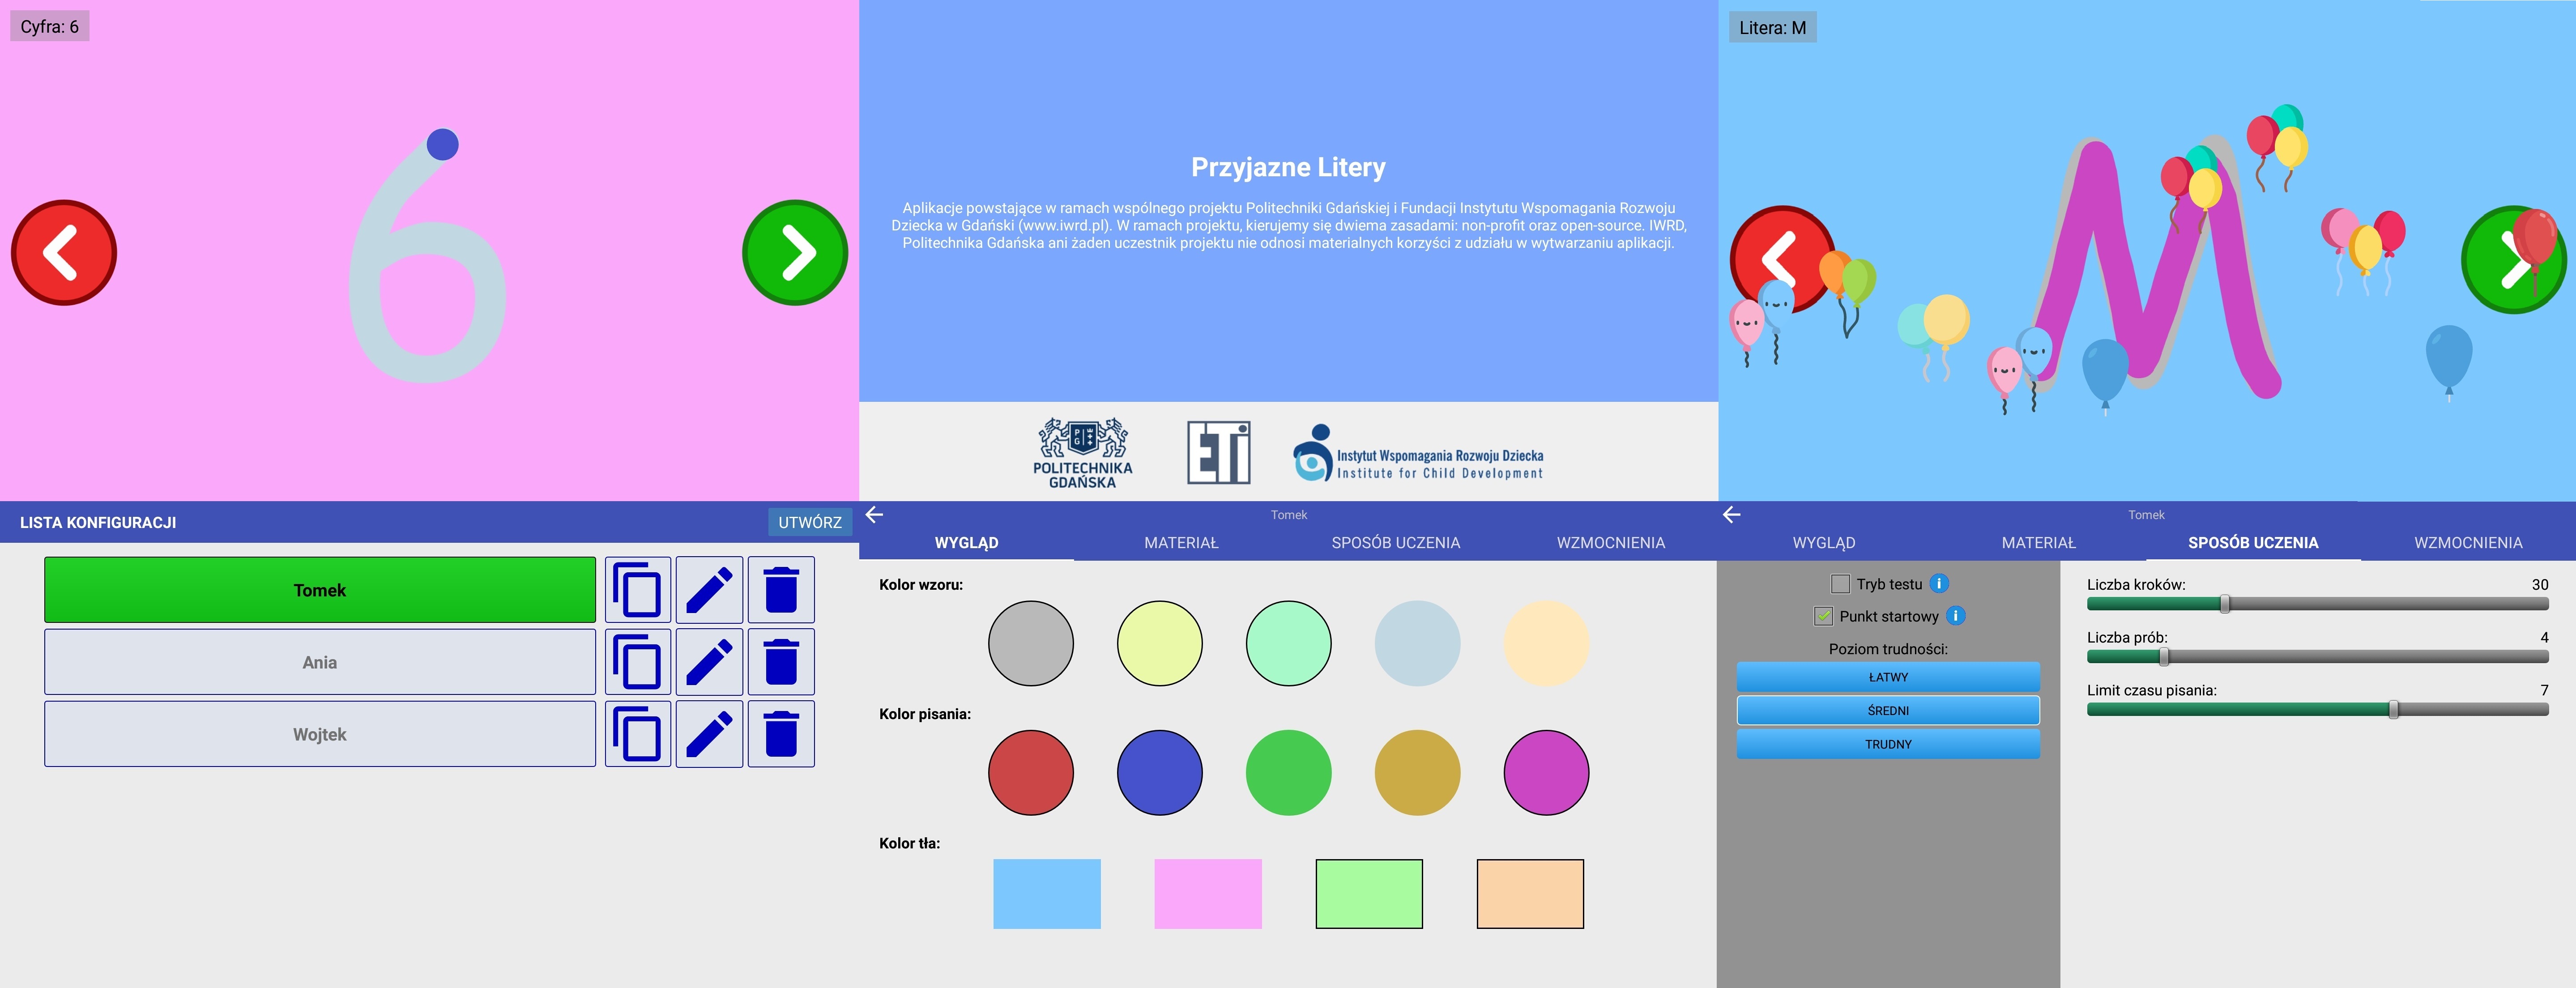 Cyfra: 6
6
Przyjazne Litery
Aplikacje powstające w ramach wspólnego projektu Politechniki Gdańskiej i Fundacji Instytutu Wspomagania Rozwoju
Dziecka w Gdański (www.iwrd.pl). W ramach projektu, kierujemy się dwiema zasadami: non-profit oraz open-source. IWRD,
Politechnika Gdańska ani żaden uczestnik projektu nie odnosi materialnych korzyści z udziału w wytwarzaniu aplikacji.
PG
POLITECHNIKA
GDAŃSKA
ETi
Instytut Wspomagania Rozwoju Dziecka
Institute for Child Development
Litera: M
M
LISTA KONFIGURACJI
UTWÓRZ
Tomek
Ania
Wojtek
Tomek
WYGLĄD
MATERIAŁ
SPOSÓB UCZENIA
WZMOCNIENIA
Kolor wzoru:
Kolor pisania:
Kolor tła:
Tomek
WYGLĄD
MATERIAŁ
SPOSÓB UCZENIA
WZMOCNIENIA
Tryb testu i
Punkt startowy i
Poziom trudności:
ŁATWY
ŚREDNI
TRUDNY
Liczba kroków: 30
Liczba prób: 4
Limit czasu pisania: 7